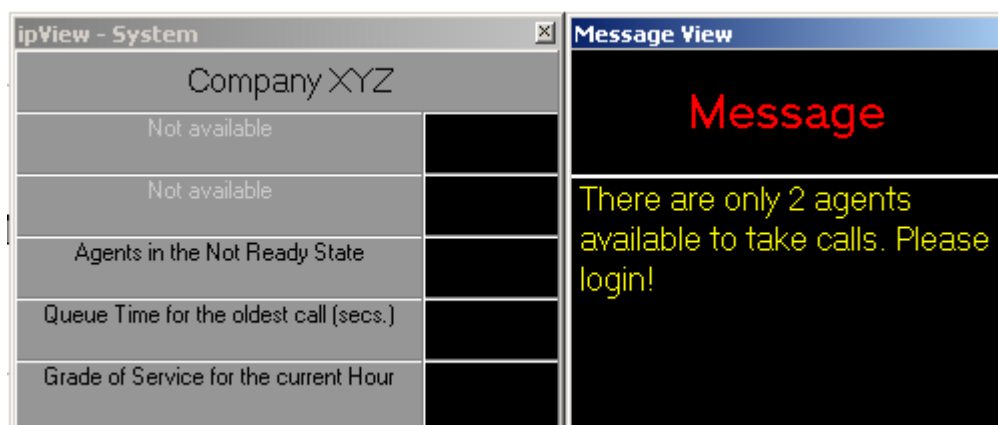 ipView - System
Company XYZ
Not available
Not available
Agents in the Not Ready State
Queue Time for the oldest call (secs.)
Grade of Service for the current Hour
Message View
Message
There are only 2 agents
available to take calls. Please
login!